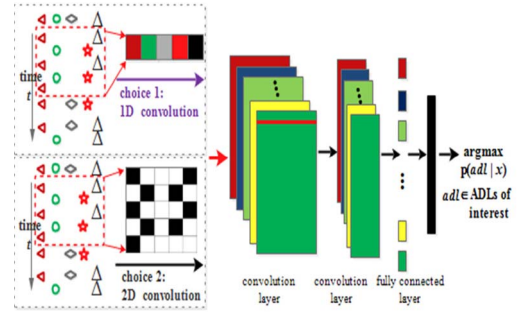 time
t
choice 1:
1D convolution
time
t
choice 2:
2D convolution
convolution
layer
convolution
layer
fully connected
layer
argmax
p(adl | x)
adl ∈ ADLs of
interest